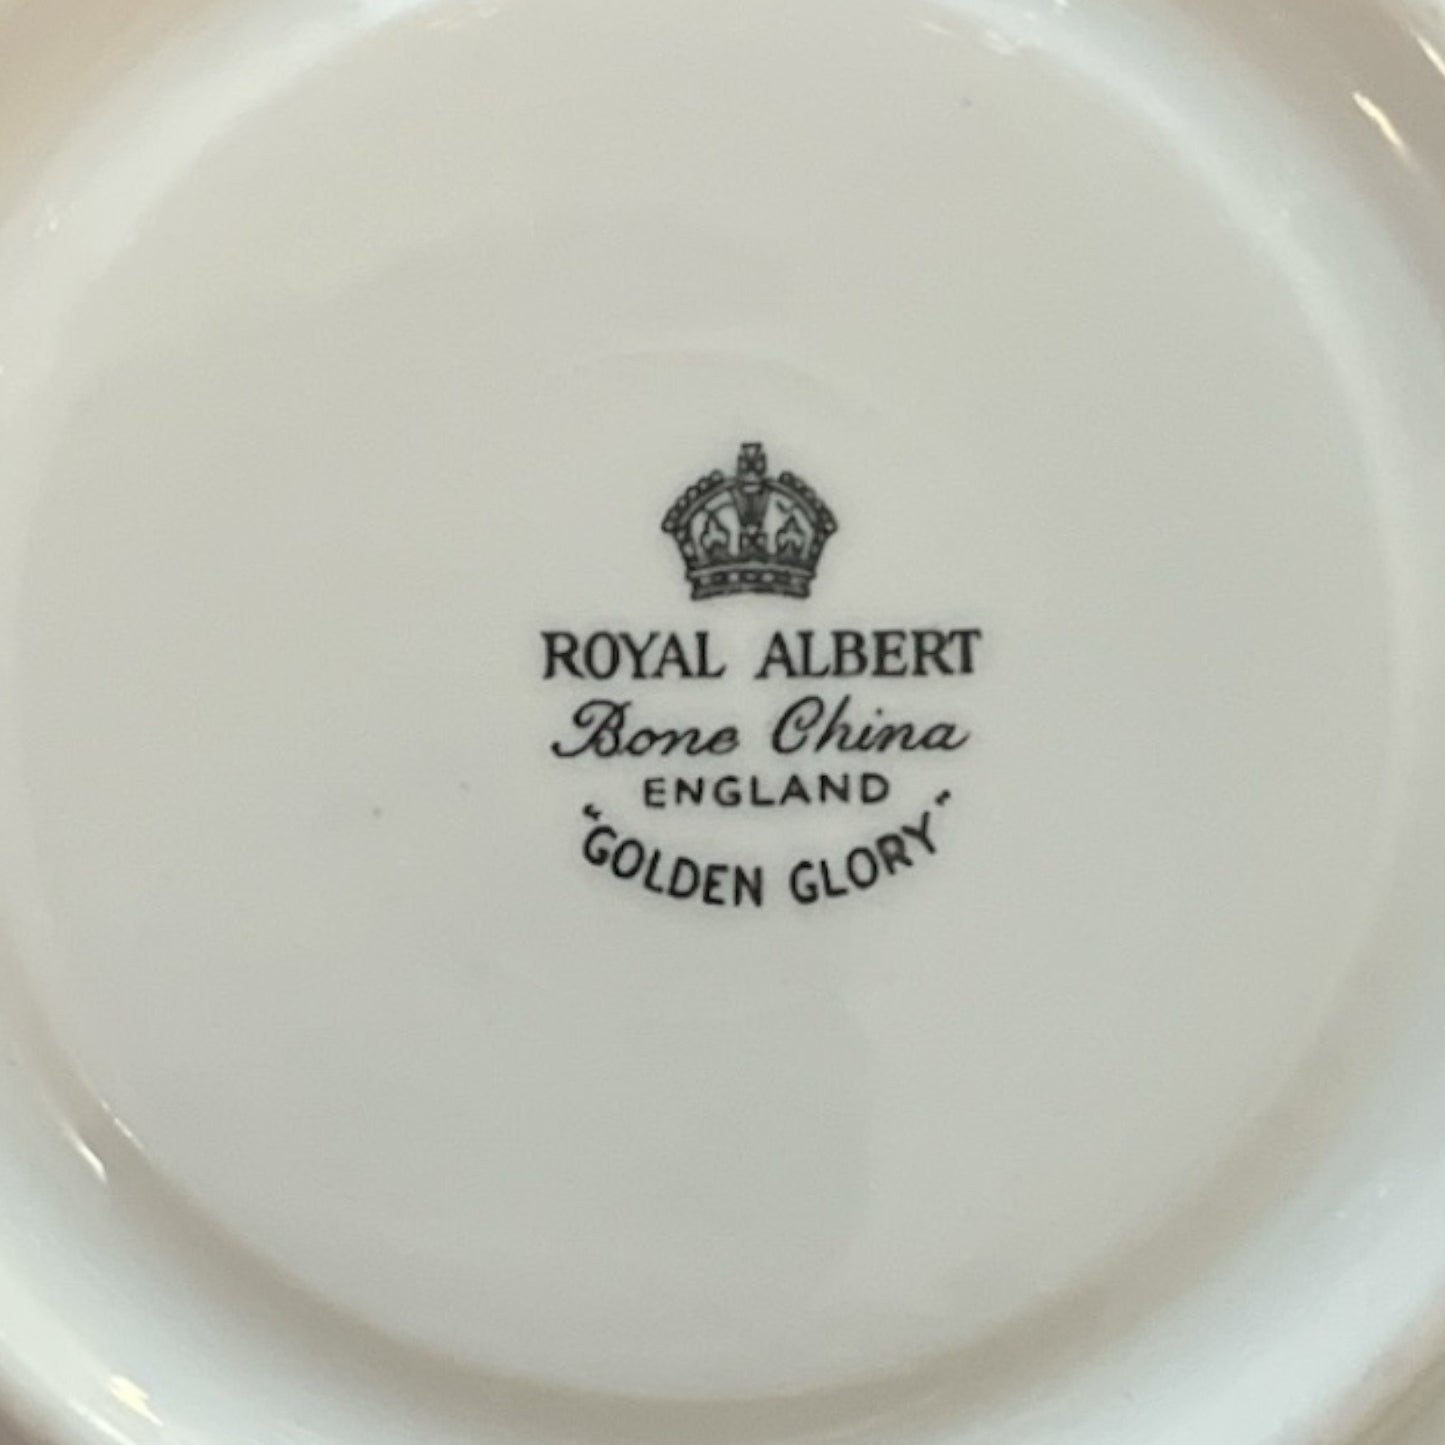 ROYAL ALBERT
Bone China
ENGLAND
"GOLDEN GLORY"